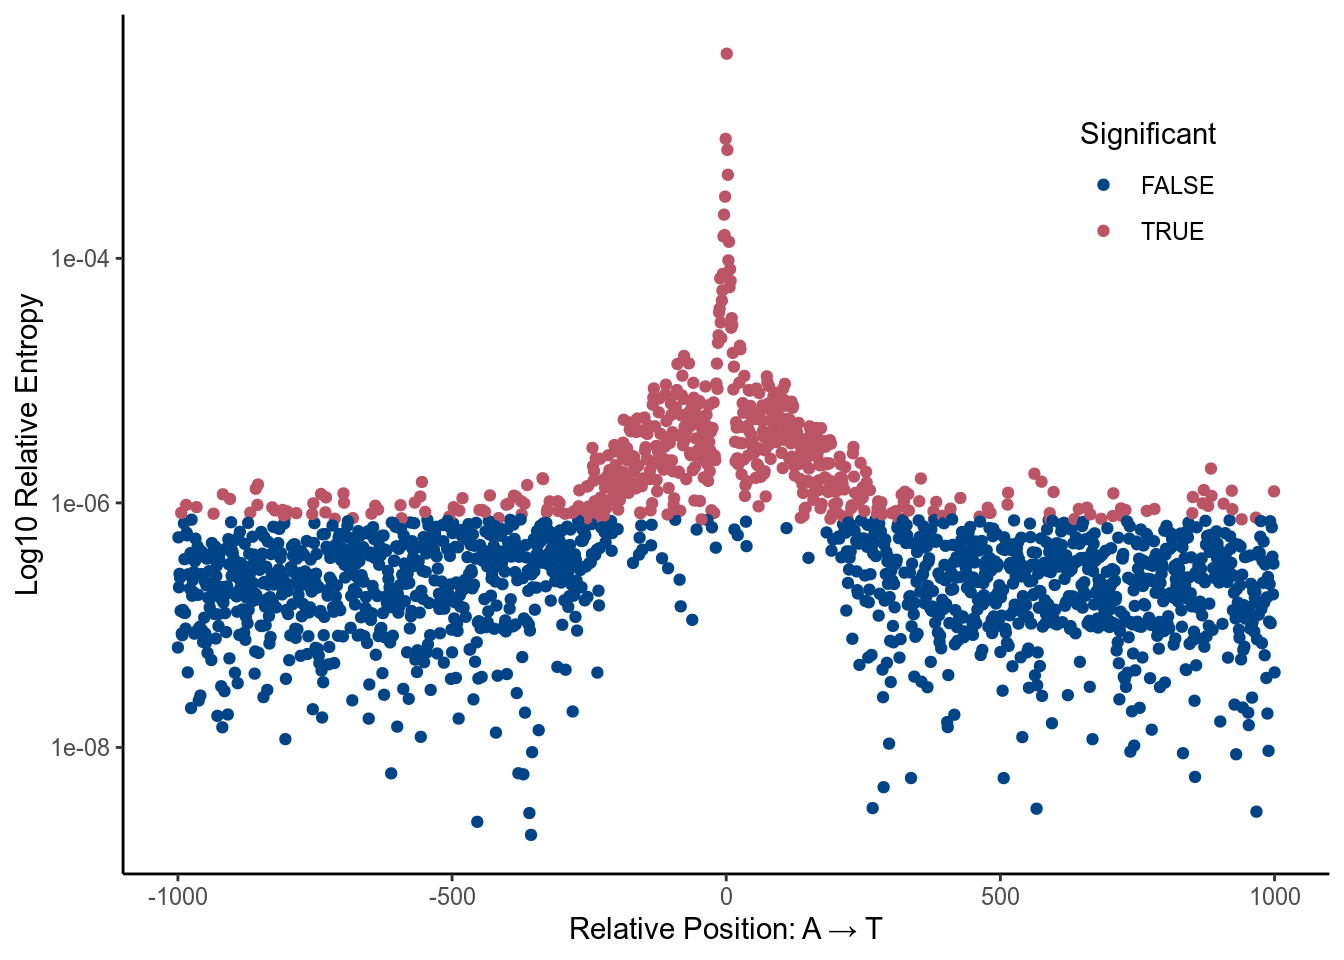 Log10 Relative Entropy
1e-04
1e-06
1e-08
-1000
-500
0
500
1000
Relative Position: A → T
Significant
FALSE
TRUE